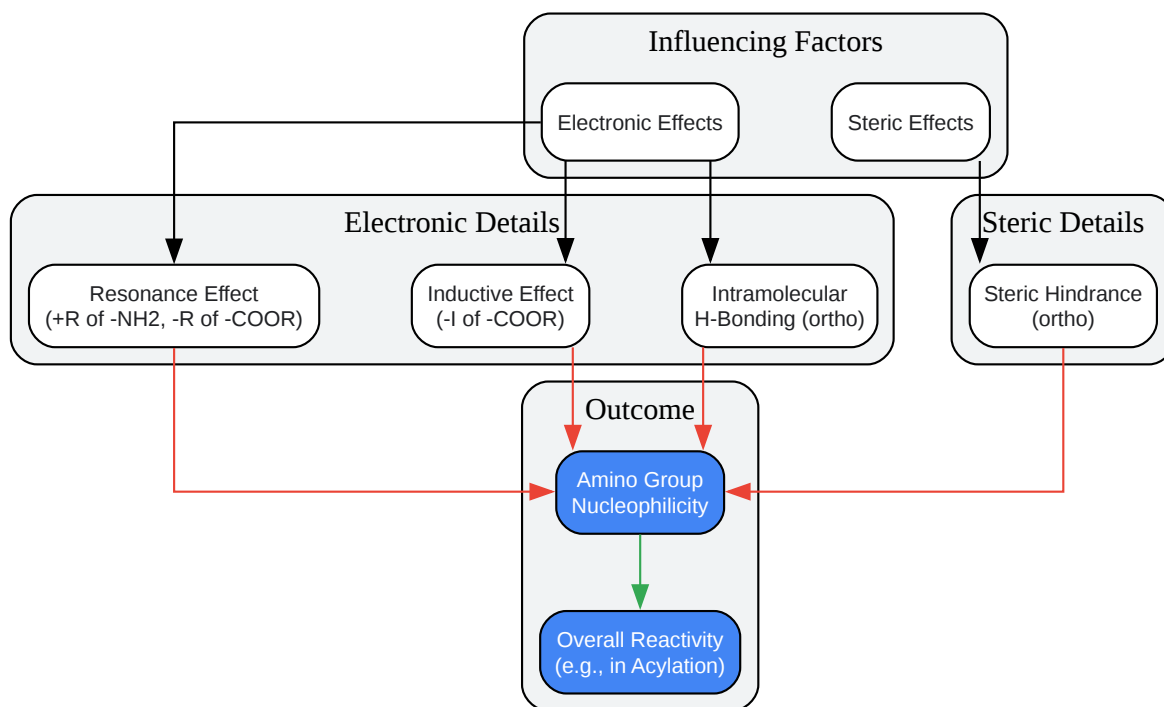 Influencing Factors
Electronic Effects
Steric Effects
Electronic Details
Steric Details
Resonance Effect
(+R of -NH2, -R of -COOR)
Inductive Effect
(-I of -COOR)
Intramolecular
H-Bonding (ortho)
Steric Hindrance
(ortho)
Outcome
Amino Group
Nucleophilicity
Overall Reactivity
(e.g., in Acylation)